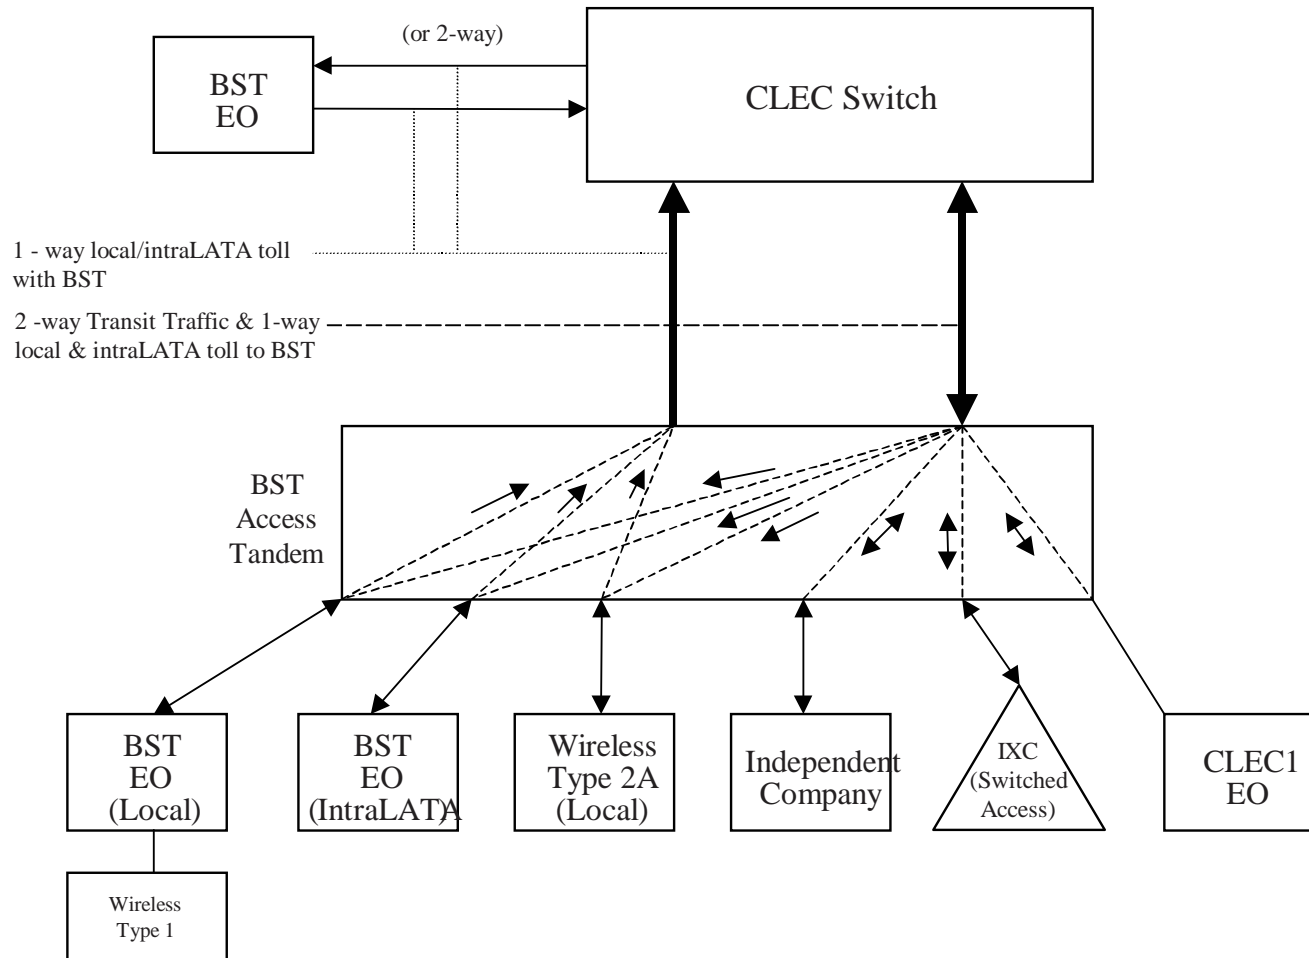 (or 2-way)
BST
EO
CLEC Switch
1 - way local/intraLATA toll
with BST
2 -way Transit Traffic & 1-way
local & intraLATA toll to BST
BST
Access
Tandem
BST
EO
(Local)
BST
EO
(IntraLATA)
Wireless
Type 2A
(Local)
Independent
Company
IXC
(Switched
Access)
CLEC1
EO
Wireless
Type 1